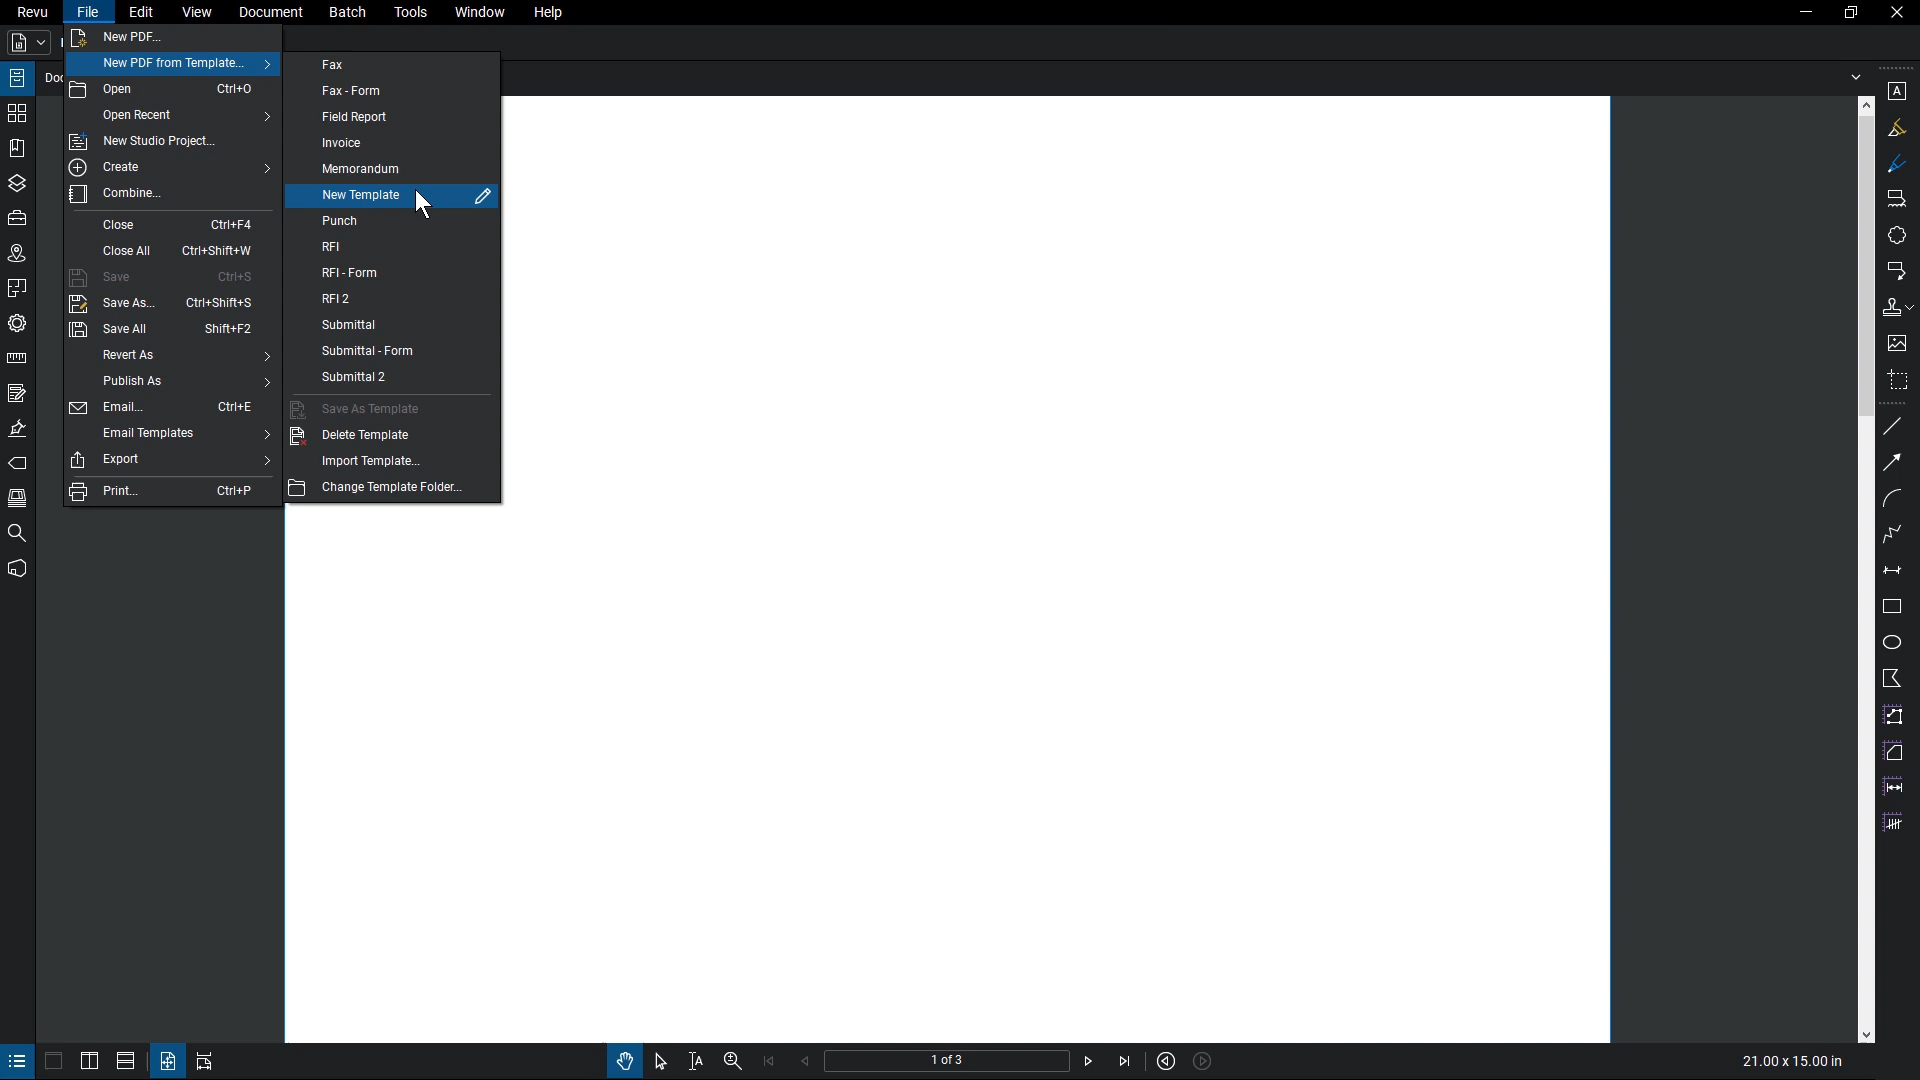 Revu File Edit View Document Batch Tools Window Help
New PDF...
New PDF from Template...
Open Ctrl+O
Open Recent
New Studio Project...
Create
Combine...
Close Ctrl+F4
Close All Ctrl+Shift+W
Save Ctrl+S
Save As... Ctrl+Shift+S
Save All Shift+F2
Revert As
Publish As
Email... Ctrl+E
Email Templates
Export
Print... Ctrl+P
Fax
Fax - Form
Field Report
Invoice
Memorandum
New Template
Punch
RFI
RFI - Form
RFI 2
Submittal
Submittal - Form
Submittal 2
Save As Template
Delete Template
Import Template...
Change Template Folder...
1 of 3
21.00 x 15.00 in